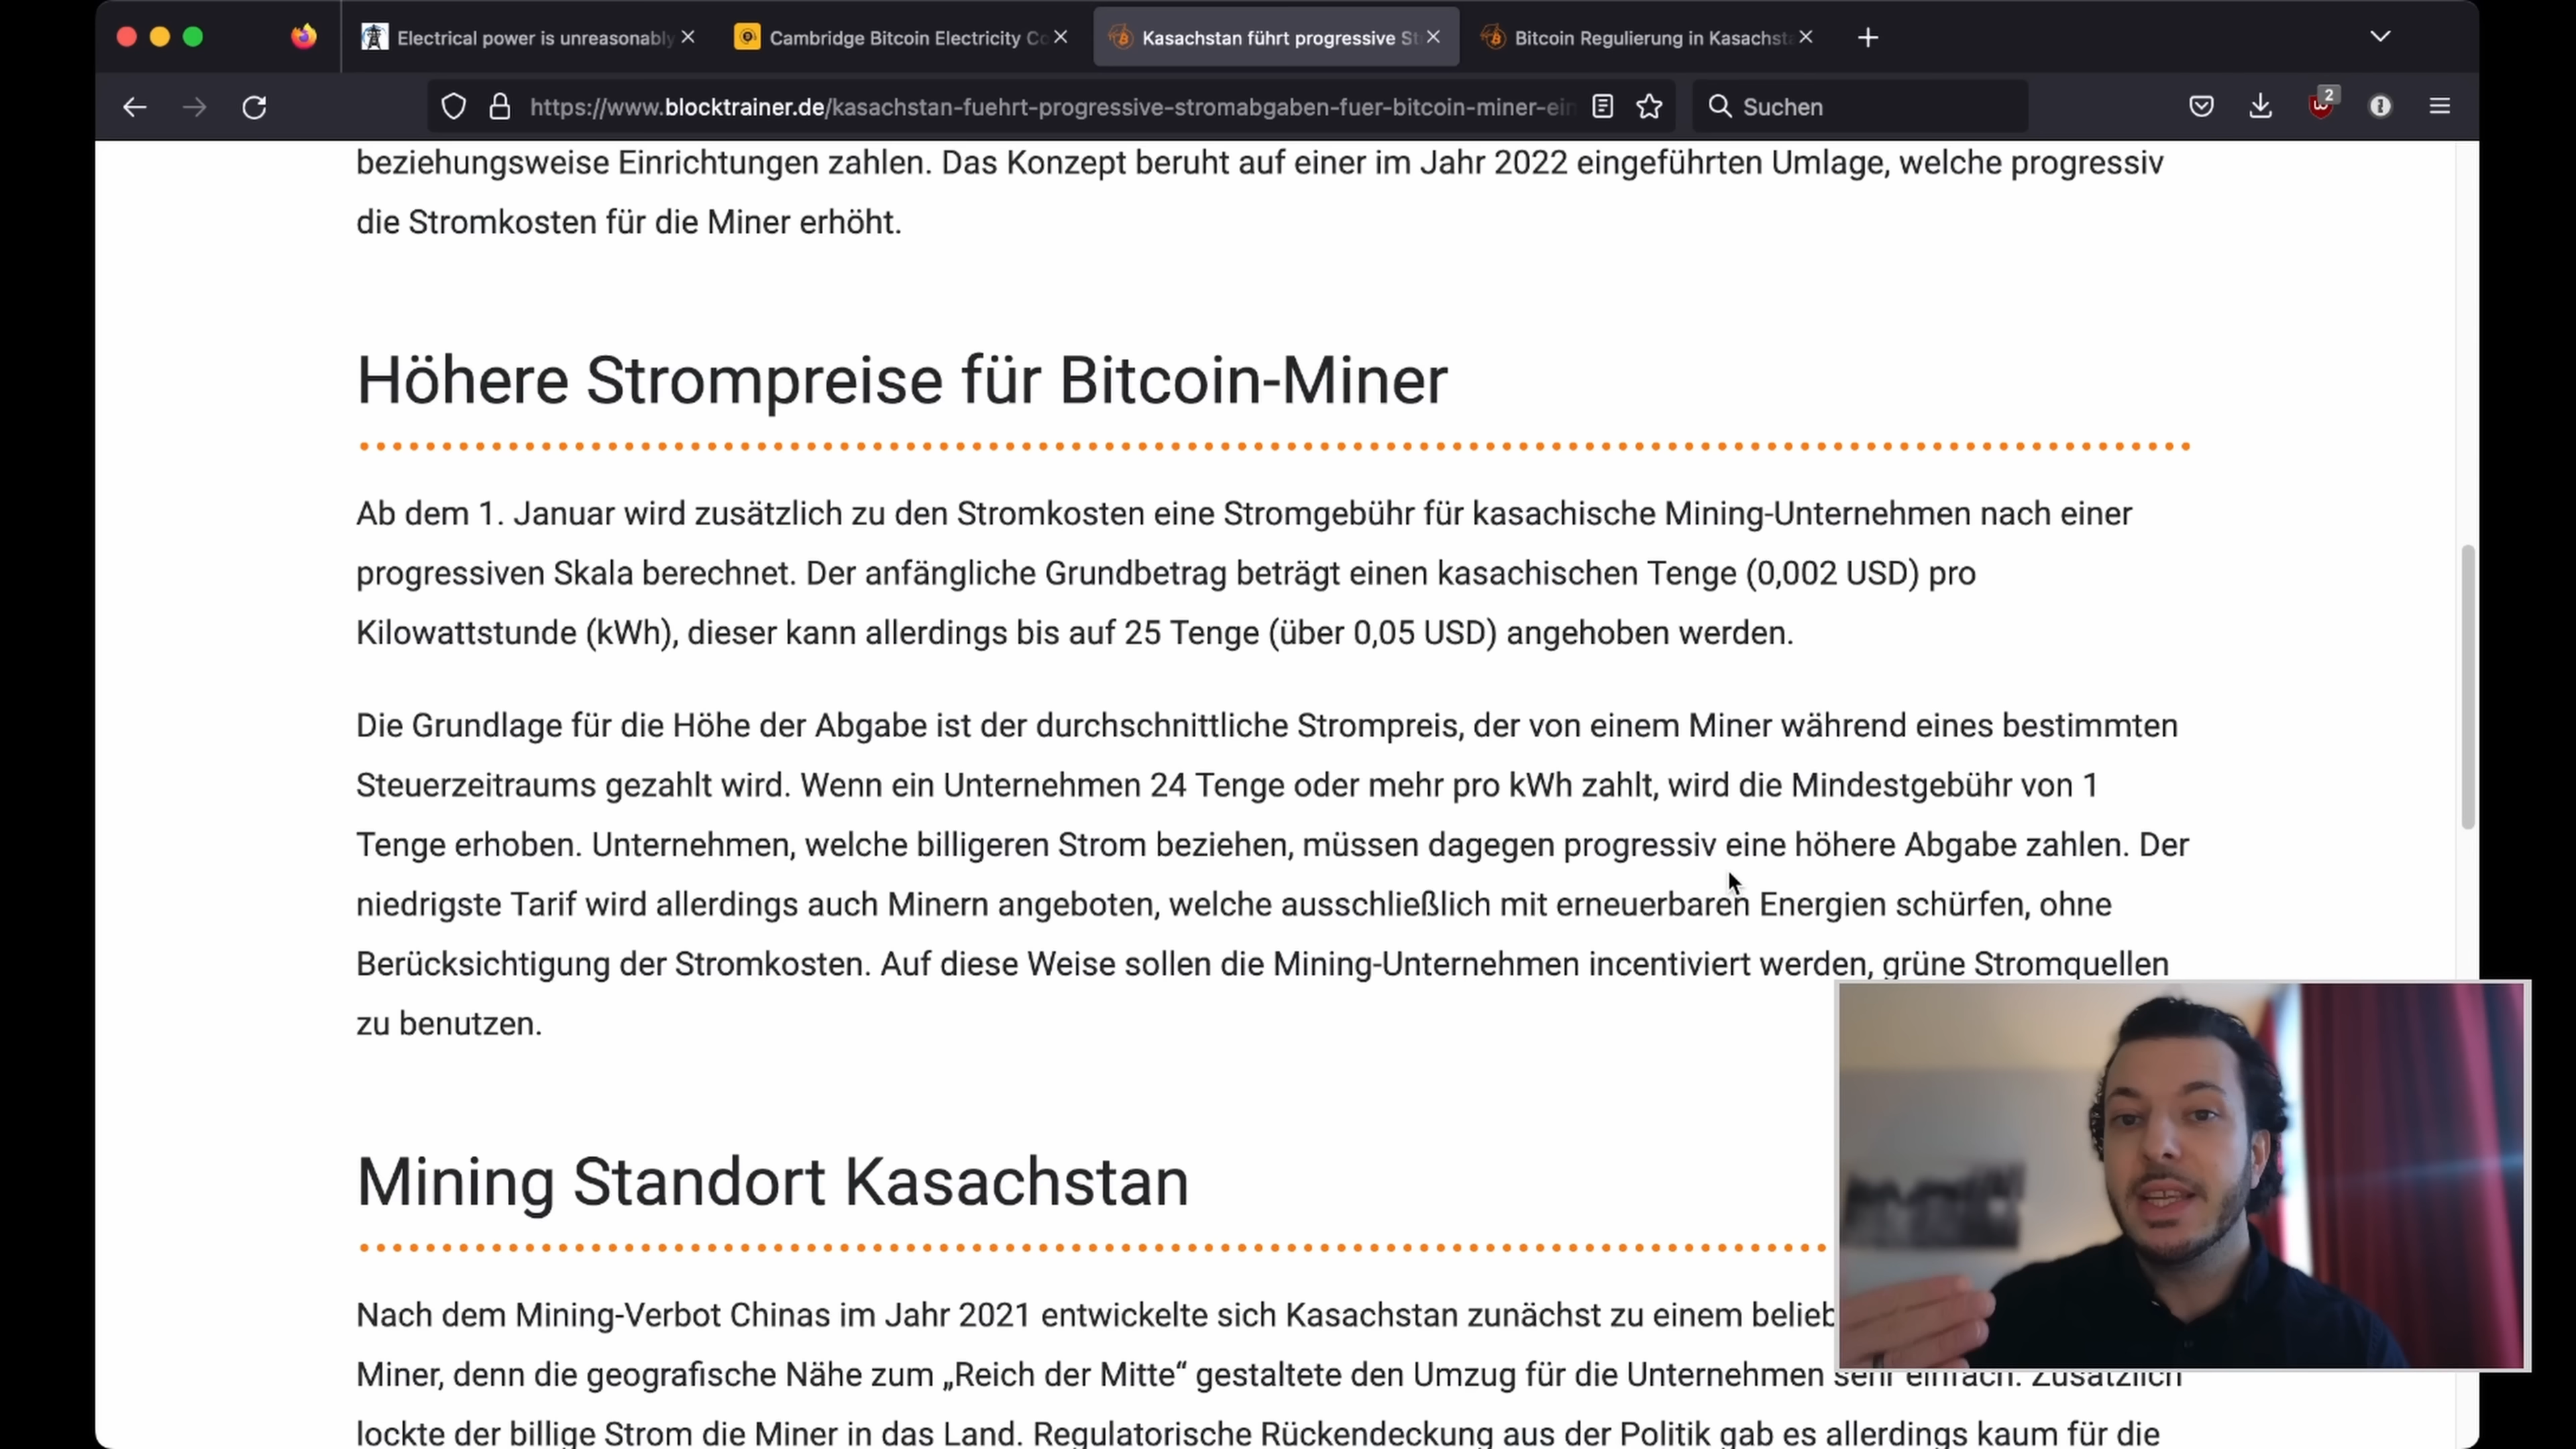 Electrical power is unreasonably
Cambridge Bitcoin Electricity Co
Kasachstan führt progressive St
Bitcoin Regulierung in Kasachsta
https://www.blocktrainer.de/kasachstan-fuehrt-progressive-stromabgaben-fuer-bitcoin-miner-ein
Suchen
2
beziehungsweise Einrichtungen zahlen. Das Konzept beruht auf einer im Jahr 2022 eingeführten Umlage, welche progressiv
die Stromkosten für die Miner erhöht.
Höhere Strompreise für Bitcoin-Miner
Ab dem 1. Januar wird zusätzlich zu den Stromkosten eine Stromgebühr für kasachische Mining-Unternehmen nach einer
progressiven Skala berechnet. Der anfängliche Grundbetrag beträgt einen kasachischen Tenge (0,002 USD) pro
Kilowattstunde (kWh), dieser kann allerdings bis auf 25 Tenge (über 0,05 USD) angehoben werden.
Die Grundlage für die Höhe der Abgabe ist der durchschnittliche Strompreis, der von einem Miner während eines bestimmten
Steuerzeitraums gezahlt wird. Wenn ein Unternehmen 24 Tenge oder mehr pro kWh zahlt, wird die Mindestgebühr von 1
Tenge erhoben. Unternehmen, welche billigeren Strom beziehen, müssen dagegen progressiv eine höhere Abgabe zahlen. Der
niedrigste Tarif wird allerdings auch Minern angeboten, welche ausschließlich mit erneuerbaren Energien schürfen, ohne
Berücksichtigung der Stromkosten. Auf diese Weise sollen die Mining-Unternehmen incentiviert werden, grüne Stromquellen
zu benutzen.
Mining Standort Kasachstan
Nach dem Mining-Verbot Chinas im Jahr 2021 entwickelte sich Kasachstan zunächst zu einem belieb
Miner, denn die geografische Nähe zum „Reich der Mitte“ gestaltete den Umzug für die Unternehmen sehr einfach. Zusätzlich
lockte der billige Strom die Miner in das Land. Regulatorische Rückendeckung aus der Politik gab es allerdings kaum für die